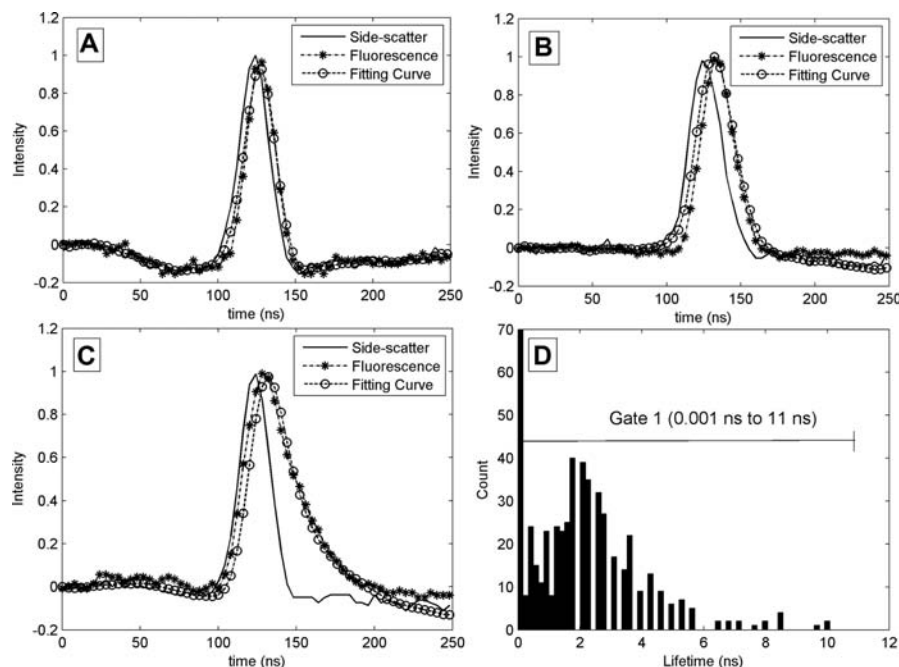 A
Side-scatter
Fluorescence
Fitting Curve
1.2
1
0.8
0.6
0.4
0.2
0
-0.2
Intensity
0 50 100 150 200 250
time (ns)
B
Side-scatter
Fluorescence
Fitting Curve
1.2
1
0.8
0.6
0.4
0.2
0
-0.2
Intensity
0 50 100 150 200 250
time (ns)
C
Side-scatter
Fluorescence
Fitting Curve
1.2
1
0.8
0.6
0.4
0.2
0
-0.2
Intensity
0 50 100 150 200 250
time (ns)
D
Gate 1 (0.001 ns to 11 ns)
70
60
50
40
30
20
10
0
Count
0 2 4 6 8 10 12
Lifetime (ns)